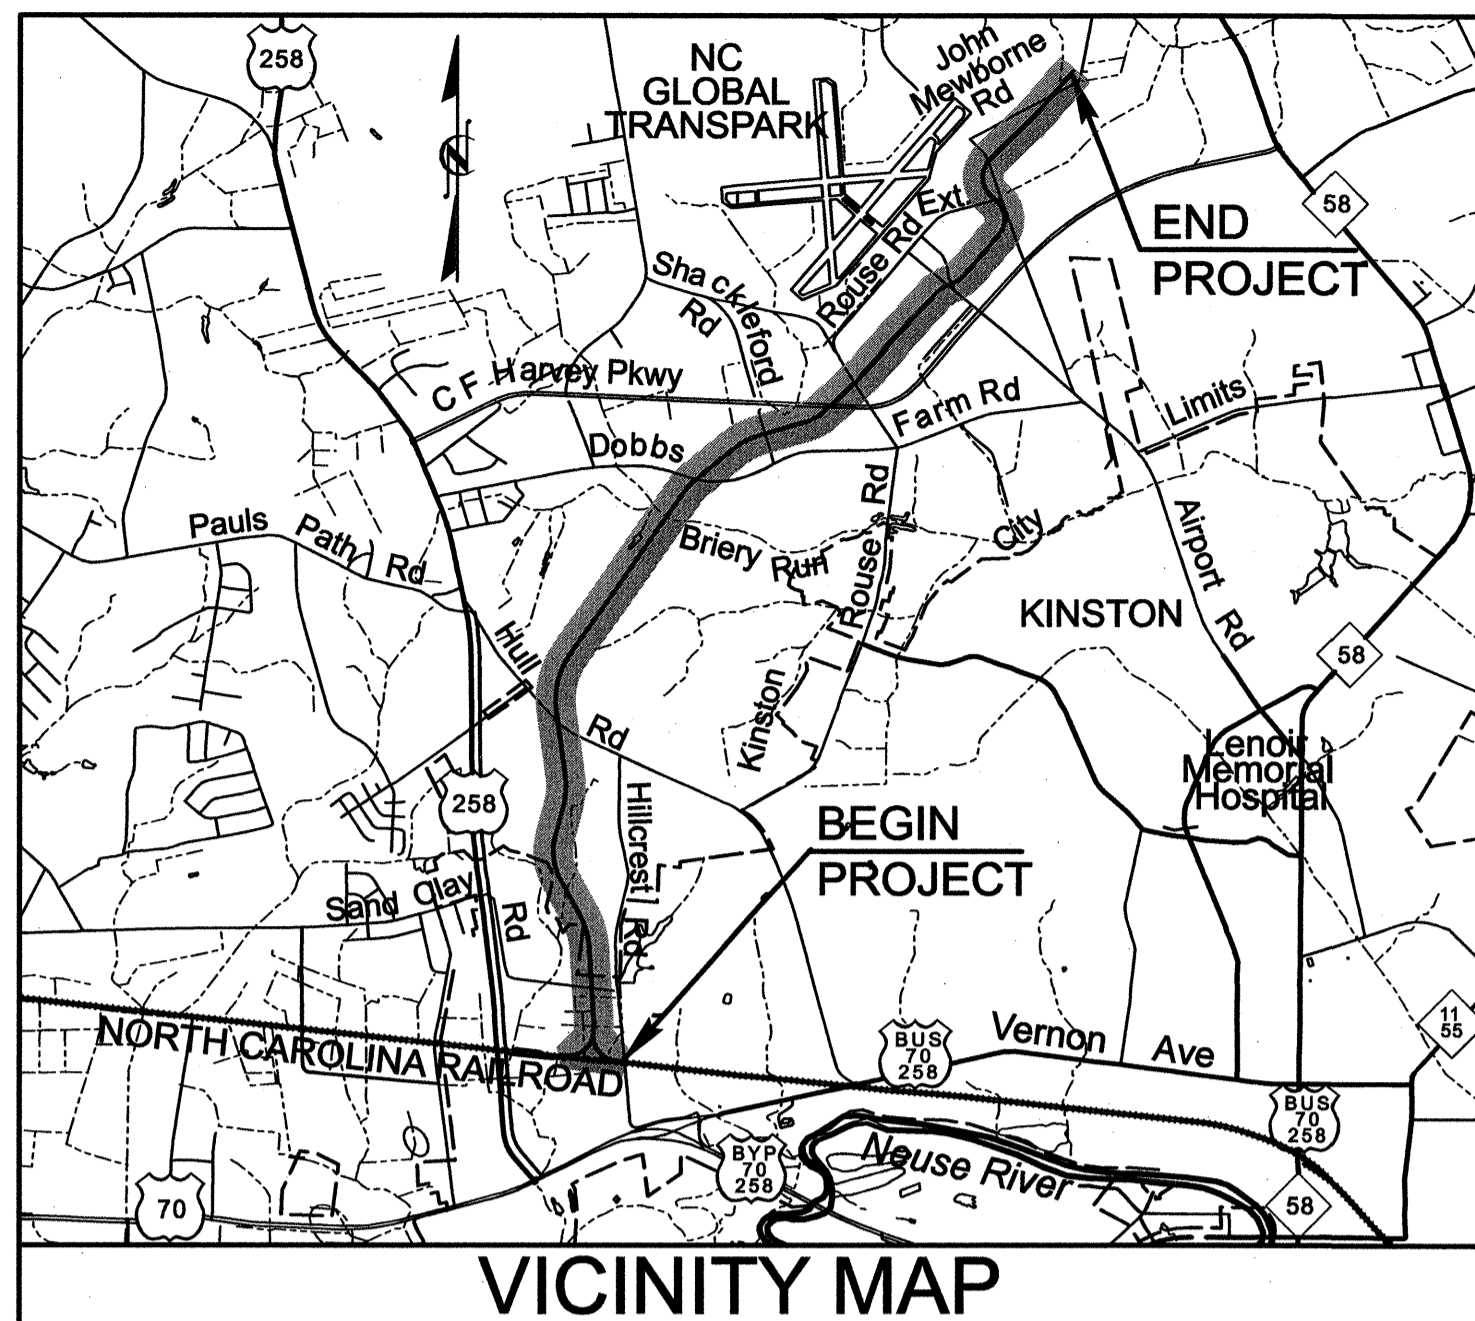 258
NC
GLOBAL
TRANSPARK
John
Mewborne
Rd
58
END
PROJECT
Rouse Rd Ext.
Shackleford
Rd
C F Harvey Pkwy
Farm Rd
Limits
Dobbs
Pauls Path Rd
Briery Run
Rouse Rd
City
Airport Rd
KINSTON
Hull
Rd
Kinston
58
Lenoir
Memorial
Hospital
258
Hillcrest Rd
BEGIN
PROJECT
Sand Clay
Rd
NORTH CAROLINA RAILROAD
BUS
70
258
Vernon Ave
11
55
BUS
70
258
BYP
70
258
Neuse River
70
58
VICINITY MAP